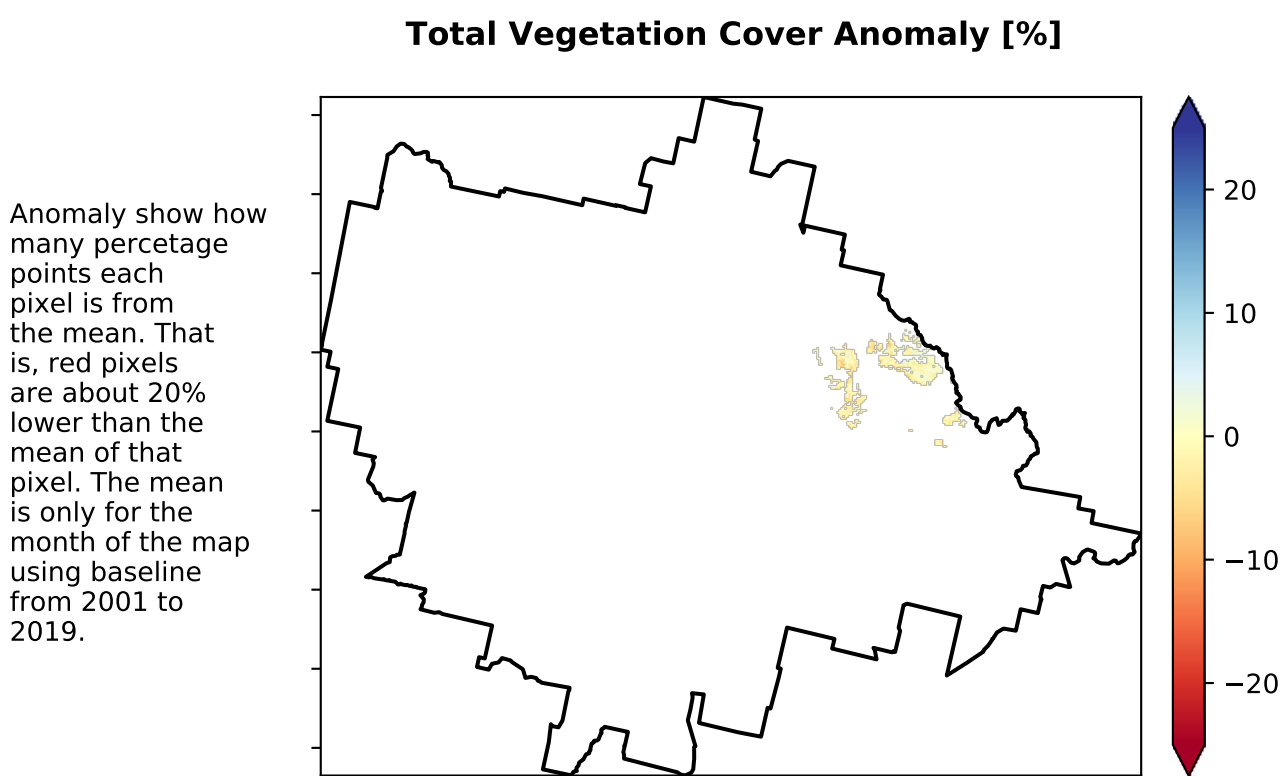 Total Vegetation Cover Anomaly [%]
Anomaly show how
many percetage
points each
pixel is from
the mean. That
is, red pixels
are about 20%
lower than the
mean of that
pixel. The mean
is only for the
month of the map
using baseline
from 2001 to
2019.
20
10
0
−10
−20